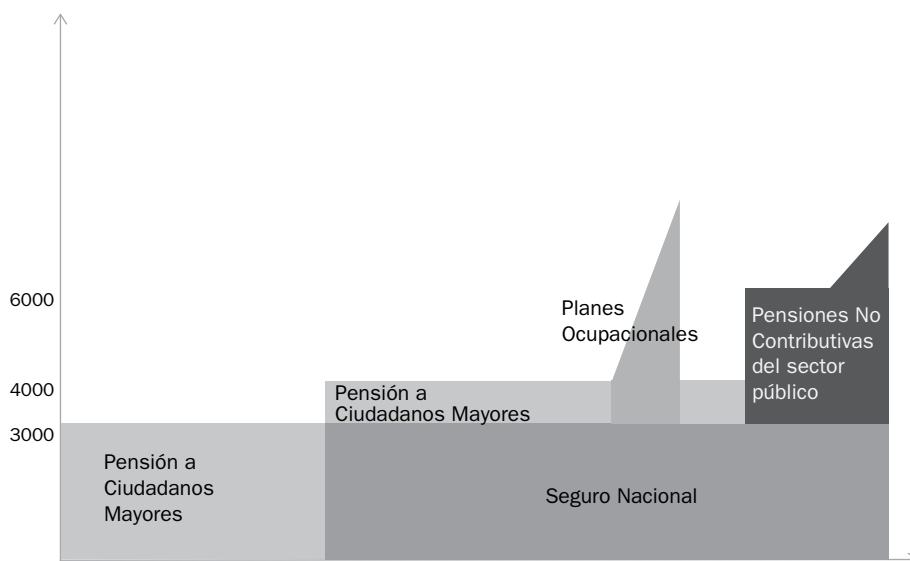 6000
4000
3000
Pensión a
Ciudadanos
Mayores
Pensión a
Ciudadanos Mayores
Planes
Ocupacionales
Seguro Nacional
Pensiones No
Contributivas
del sector
público